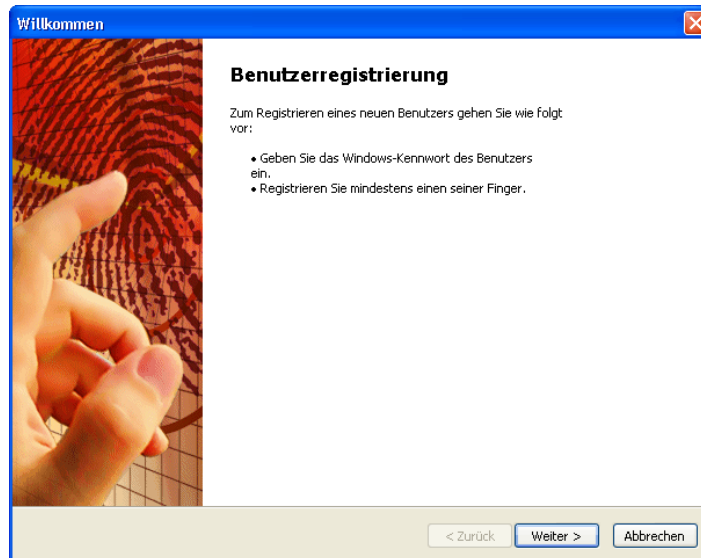 Willkommen
Benutzerregistrierung
Zum Registrieren eines neuen Benutzers gehen Sie wie folgt
vor:
• Geben Sie das Windows-Kennwort des Benutzers
ein.
• Registrieren Sie mindestens einen seiner Finger.
< Zurück Weiter > Abbrechen